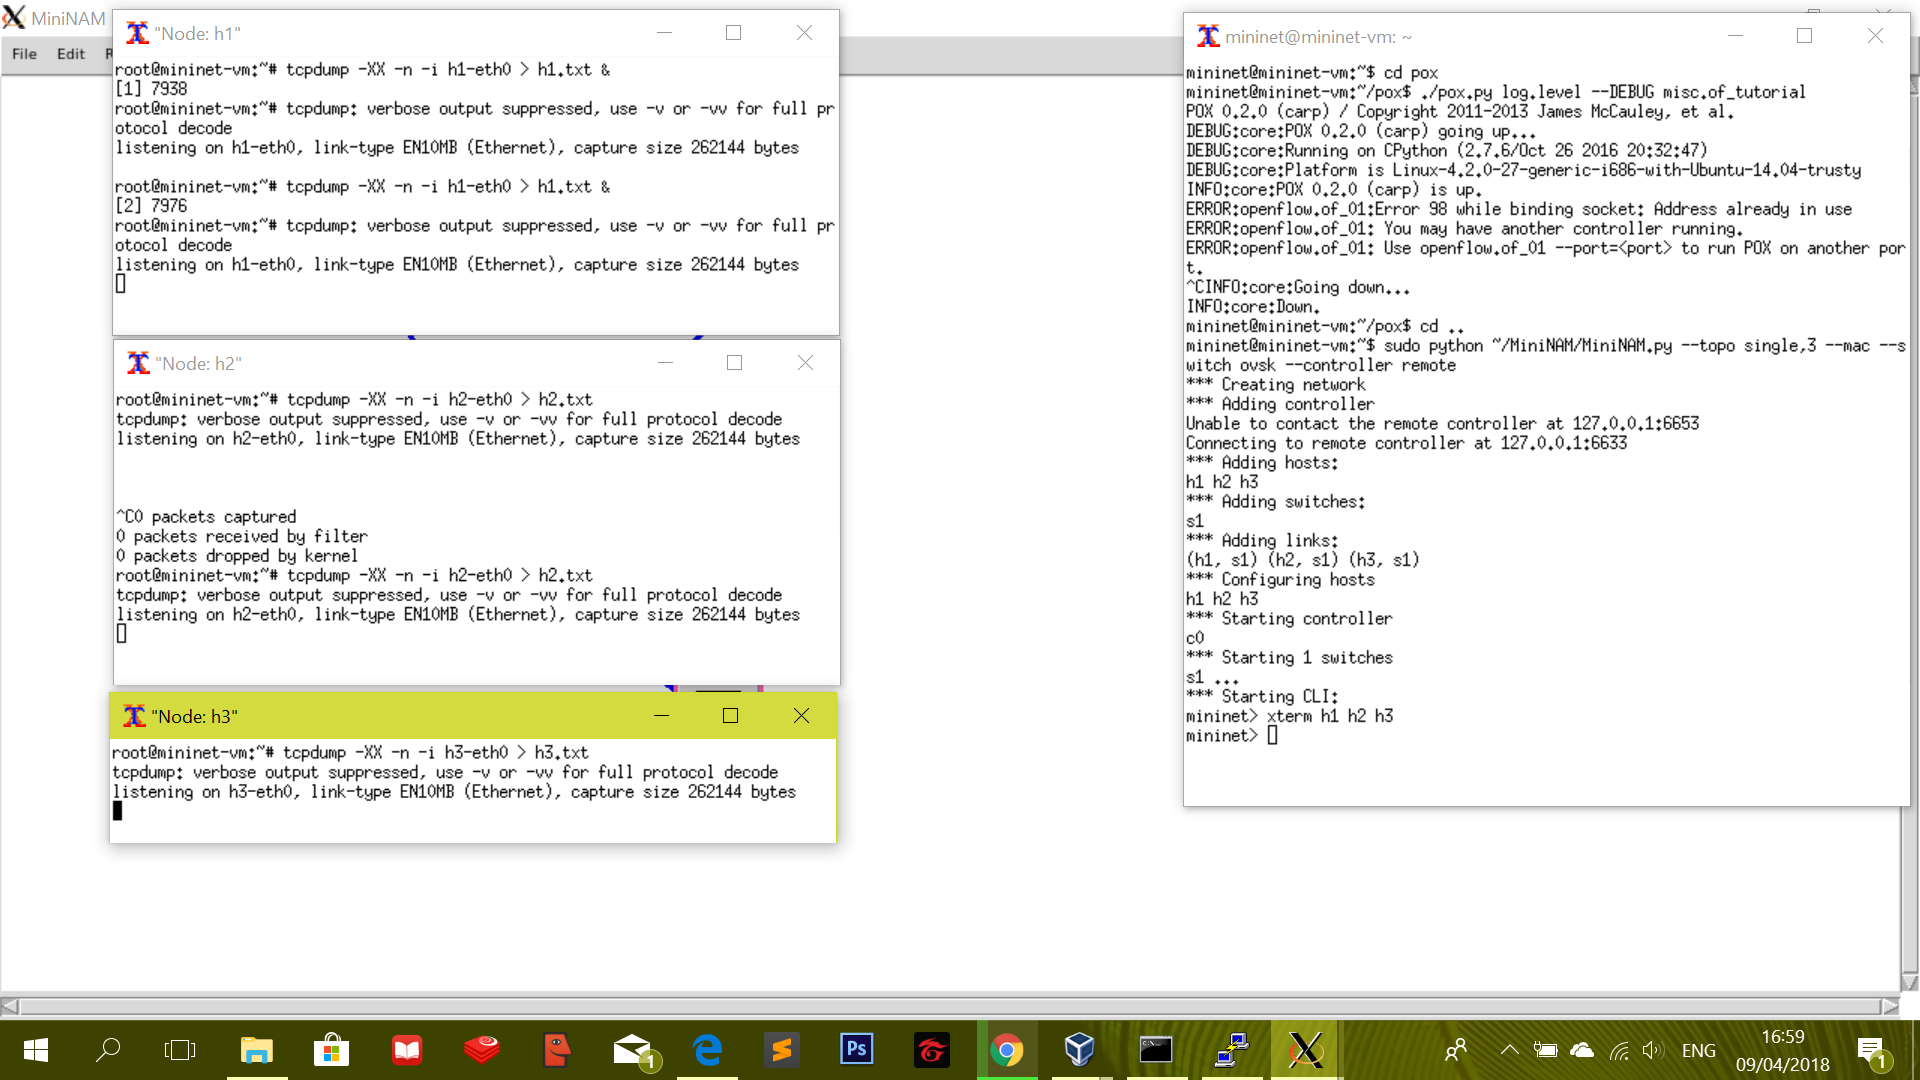 MiniNAM
File Edit R
"Node: h1"
root@mininet-vm:~# tcpdump -XX -n -i h1-eth0 > h1.txt &
[1] 7938
root@mininet-vm:~# tcpdump: verbose output suppressed, use -v or -vv for full pr
otocol decode
listening on h1-eth0, link-type EN10MB (Ethernet), capture size 262144 bytes
root@mininet-vm:~# tcpdump -XX -n -i h1-eth0 > h1.txt &
[2] 7976
root@mininet-vm:~# tcpdump: verbose output suppressed, use -v or -vv for full pr
otocol decode
listening on h1-eth0, link-type EN10MB (Ethernet), capture size 262144 bytes
"Node: h2"
root@mininet-vm:~# tcpdump -XX -n -i h2-eth0 > h2.txt
tcpdump: verbose output suppressed, use -v or -vv for full protocol decode
listening on h2-eth0, link-type EN10MB (Ethernet), capture size 262144 bytes
^C0 packets captured
0 packets received by filter
0 packets dropped by kernel
root@mininet-vm:~# tcpdump -XX -n -i h2-eth0 > h2.txt
tcpdump: verbose output suppressed, use -v or -vv for full protocol decode
listening on h2-eth0, link-type EN10MB (Ethernet), capture size 262144 bytes
"Node: h3"
root@mininet-vm:~# tcpdump -XX -n -i h3-eth0 > h3.txt
tcpdump: verbose output suppressed, use -v or -vv for full protocol decode
listening on h3-eth0, link-type EN10MB (Ethernet), capture size 262144 bytes
mininet@mininet-vm: ~
mininet@mininet-vm:~$ cd pox
mininet@mininet-vm:~/pox$ ./pox.py log.level --DEBUG misc.of_tutorial
POX 0.2.0 (carp) / Copyright 2011-2013 James McCauley, et al.
DEBUG:core:POX 0.2.0 (carp) going up...
DEBUG:core:Running on CPython (2.7.6/Oct 26 2016 20:32:47)
DEBUG:core:Platform is Linux-4.2.0-27-generic-i686-with-Ubuntu-14.04-trusty
INFO:core:POX 0.2.0 (carp) is up.
ERROR:openflow.of_01:Error 98 while binding socket: Address already in use
ERROR:openflow.of_01: You may have another controller running.
ERROR:openflow.of_01: Use openflow.of_01 --port=<port> to run POX on another por
t.
^CINFO:core:Going down...
INFO:core:Down.
mininet@mininet-vm:~/pox$ cd ..
mininet@mininet-vm:~$ sudo python ~/MiniNAM/MiniNAM.py --topo single,3 --mac --s
witch ovsk --controller remote
*** Creating network
*** Adding controller
Unable to contact the remote controller at 127.0.0.1:6653
Connecting to remote controller at 127.0.0.1:6633
*** Adding hosts:
h1 h2 h3
*** Adding switches:
s1
*** Adding links:
(h1, s1) (h2, s1) (h3, s1)
*** Configuring hosts
h1 h2 h3
*** Starting controller
c0
*** Starting 1 switches
s1 ...
*** Starting CLI:
mininet> xterm h1 h2 h3
mininet>
1
Ps
ENG
16:59
09/04/2018
1